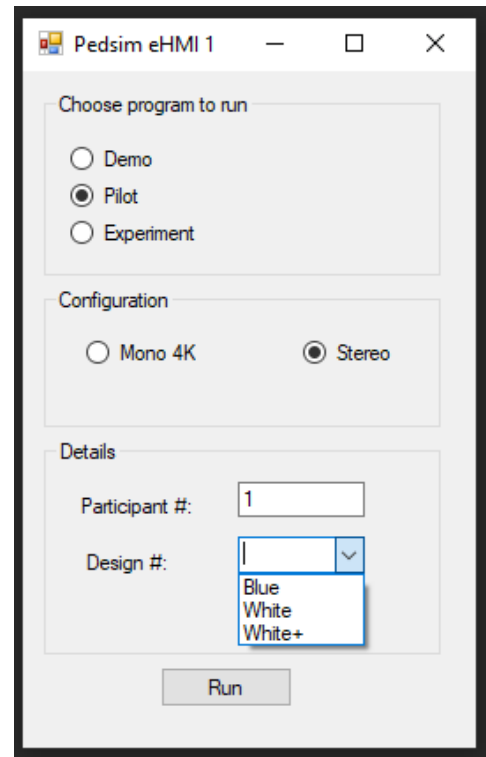 Pedsim eHMI 1
Choose program to run
Demo
Pilot
Experiment
Configuration
Mono 4K Stereo
Details
Participant #: 1
Design #:
Blue
White
White+
Run